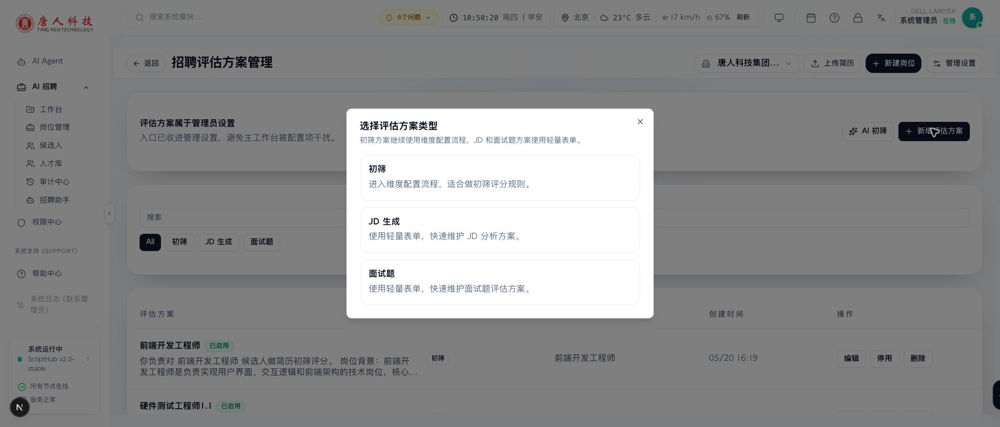 唐人科技
TANG REN TECHNOLOGY
搜索系统模块...
6个问题
10:50:20 周四 | 早安
北京 · 23°C 多云 · 17 km/h 67% 刷新
DELL LAWYER
系统管理员 在线
系
AI Agent
AI 招聘
工作台
岗位管理
候选人
人才库
审计中心
招聘助手
权限中心
系统支持 (SUPPORT)
帮助中心
系统日志 (联系管
理员)
系统运行中
ScriptHub v2.0-
stable
所有节点在线
服务正常
N
返回
招聘评估方案管理
唐人科技集团...
上传简历
新建岗位
管理设置
评估方案属于管理员设置
入口已收进管理设置，避免主工作台被配置项干扰。
AI 初筛
新增评估方案
搜索
All
初筛
JD 生成
面试题
选择评估方案类型
初筛方案继续使用维度配置流程，JD 和面试题方案使用轻量表单。
初筛
进入维度配置流程，适合做初筛评分规则。
JD 生成
使用轻量表单，快速维护 JD 分析方案。
面试题
使用轻量表单，快速维护面试题评估方案。
评估方案
创建时间
操作
前端开发工程师 已启用
你负责对 前端开发工程师 候选人做简历初筛评分。 岗位背景：前端开
发工程师是负责实现用户界面、交互逻辑和前端架构的技术岗位，核心...
初筛
前端开发工程师
05/20 16:19
编辑
停用
删除
硬件测试工程师1.1 已启用